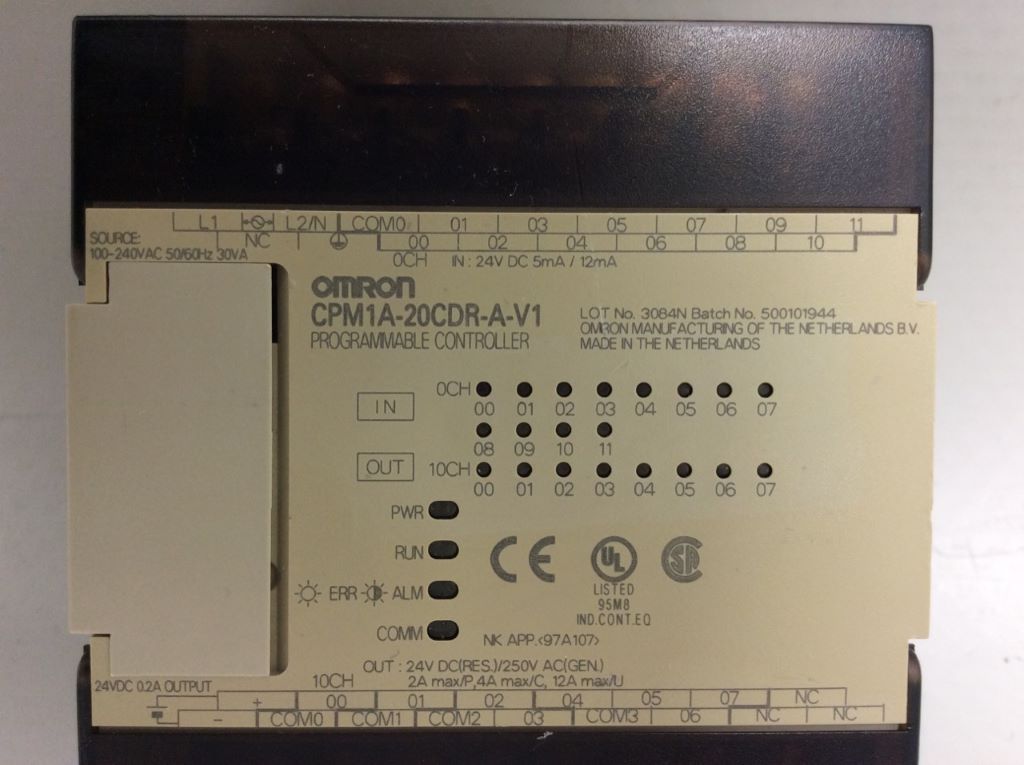 L1 L2/N COM0 01 03 05 07 09 11
NC 00 02 04 06 08 10
SOURCE:
100-240VAC 50/60Hz 30VA
0CH IN : 24V DC 5mA / 12mA
OMRON
CPM1A-20CDR-A-V1
PROGRAMMABLE CONTROLLER
LOT No. 3084N Batch No. 500101944
OMRON MANUFACTURING OF THE NETHERLANDS B.V.
MADE IN THE NETHERLANDS
IN
0CH
00 01 02 03 04 05 06 07
08 09 10 11
OUT
10CH
00 01 02 03 04 05 06 07
PWR
RUN
ERR ALM
COMM
CE
UL
LISTED
95M8
IND.CONT.EQ
SA
NK APP.<97A107>
OUT : 24V DC(RES.)/250V AC(GEN.)
10CH 2A max/P,4A max/C, 12A max/U
24VDC 0.2A OUTPUT
+ 00 01 02 04 05 07 NC
- COM0 COM1 COM2 03 COM3 06 NC NC